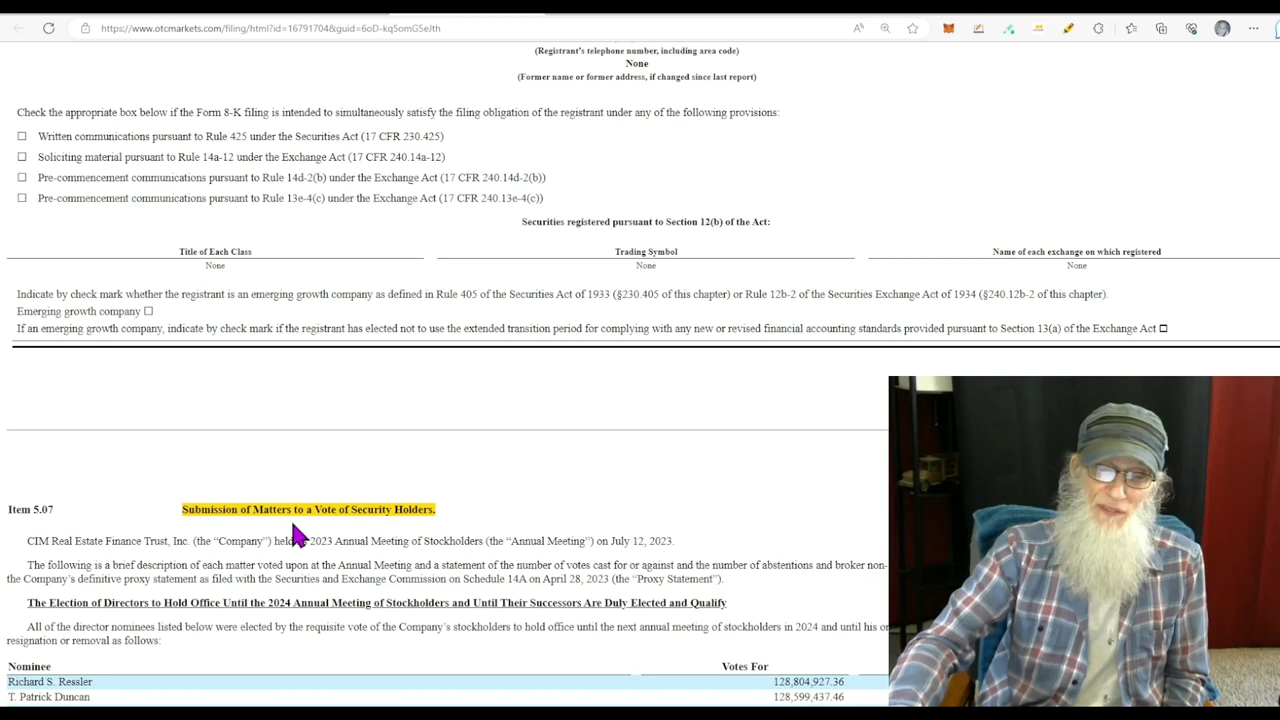 https://www.otcmarkets.com/filing/html?id=16791704&guid=6oD-kq5omG5eJth
(Registrant's telephone number, including area code)
None
(Former name or former address, if changed since last report)
Check the appropriate box below if the Form 8-K filing is intended to simultaneously satisfy the filing obligation of the registrant under any of the following provisions:
☐ Written communications pursuant to Rule 425 under the Securities Act (17 CFR 230.425)
☐ Soliciting material pursuant to Rule 14a-12 under the Exchange Act (17 CFR 240.14a-12)
☐ Pre-commencement communications pursuant to Rule 14d-2(b) under the Exchange Act (17 CFR 240.14d-2(b))
☐ Pre-commencement communications pursuant to Rule 13e-4(c) under the Exchange Act (17 CFR 240.13e-4(c))
Securities registered pursuant to Section 12(b) of the Act:
Title of Each Class Trading Symbol Name of each exchange on which registered
None None None
Indicate by check mark whether the registrant is an emerging growth company as defined in Rule 405 of the Securities Act of 1933 (§230.405 of this chapter) or Rule 12b-2 of the Securities Exchange Act of 1934 (§240.12b-2 of this chapter).
Emerging growth company ☐
If an emerging growth company, indicate by check mark if the registrant has elected not to use the extended transition period for complying with any new or revised financial accounting standards provided pursuant to Section 13(a) of the Exchange Act ☐
Item 5.07 Submission of Matters to a Vote of Security Holders.
CIM Real Estate Finance Trust, Inc. (the “Company”) held 2023 Annual Meeting of Stockholders (the “Annual Meeting”) on July 12, 2023.
The following is a brief description of each matter voted upon at the Annual Meeting and a statement of the number of votes cast for or against and the number of abstentions and broker non-
the Company's definitive proxy statement as filed with the Securities and Exchange Commission on Schedule 14A on April 28, 2023 (the “Proxy Statement”).
The Election of Directors to Hold Office Until the 2024 Annual Meeting of Stockholders and Until Their Successors Are Duly Elected and Qualify
All of the director nominees listed below were elected by the requisite vote of the Company's stockholders to hold office until the next annual meeting of stockholders in 2024 and until his or
resignation or removal as follows:
Nominee Votes For
Richard S. Ressler 128,804,927.36
T. Patrick Duncan 128,599,437.46